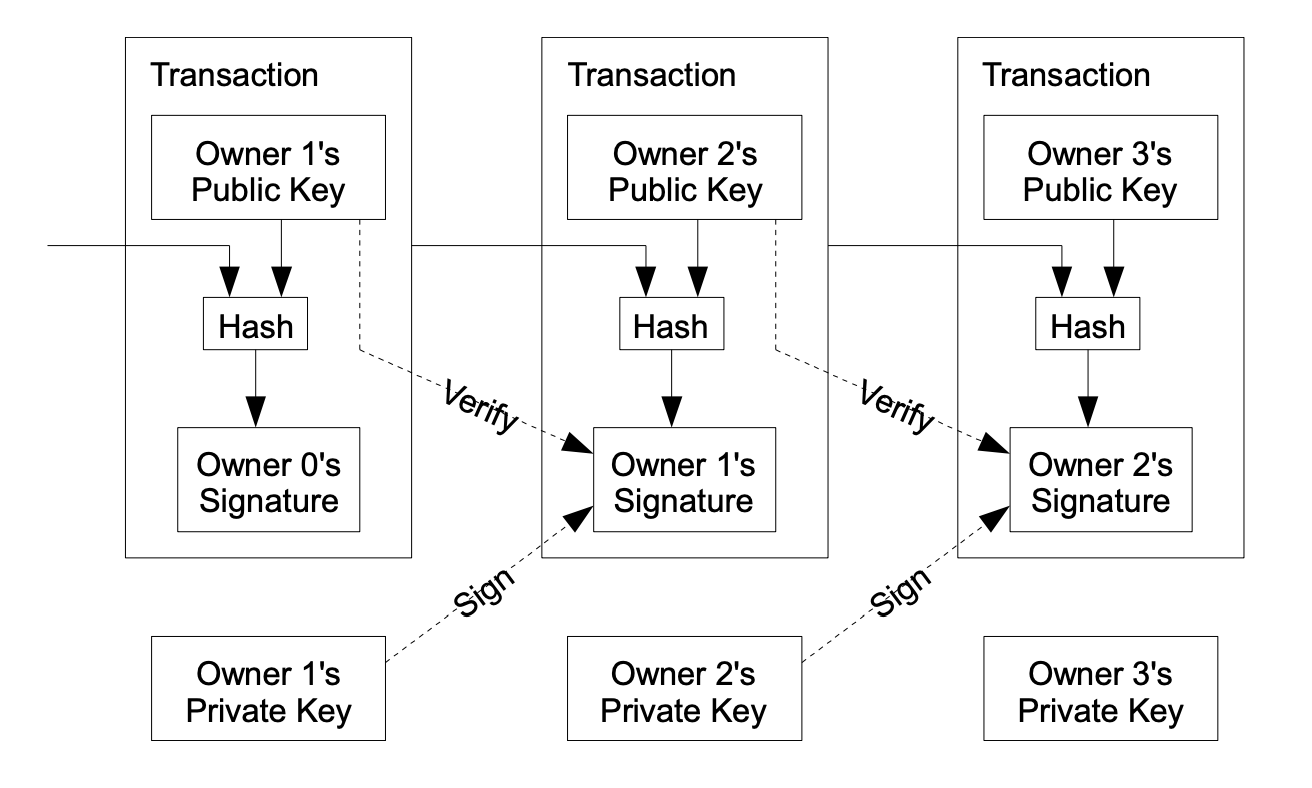 Transaction
Owner 1's
Public Key
Hash
Owner 0's
Signature
Transaction
Owner 2's
Public Key
Hash
Verify
Owner 1's
Signature
Transaction
Owner 3's
Public Key
Hash
Verify
Owner 2's
Signature
Sign
Sign
Owner 1's
Private Key
Owner 2's
Private Key
Owner 3's
Private Key